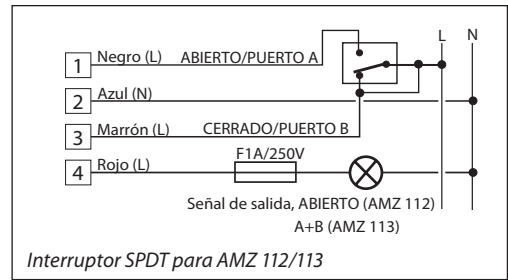 L N
1 Negro (L) ABIERTO/PUERTO A
2 Azul (N)
3 Marrón (L) CERRADO/PUERTO B
F1A/250V
4 Rojo (L)
Señal de salida, ABIERTO (AMZ 112)
A+B (AMZ 113)
Interruptor SPDT para AMZ 112/113